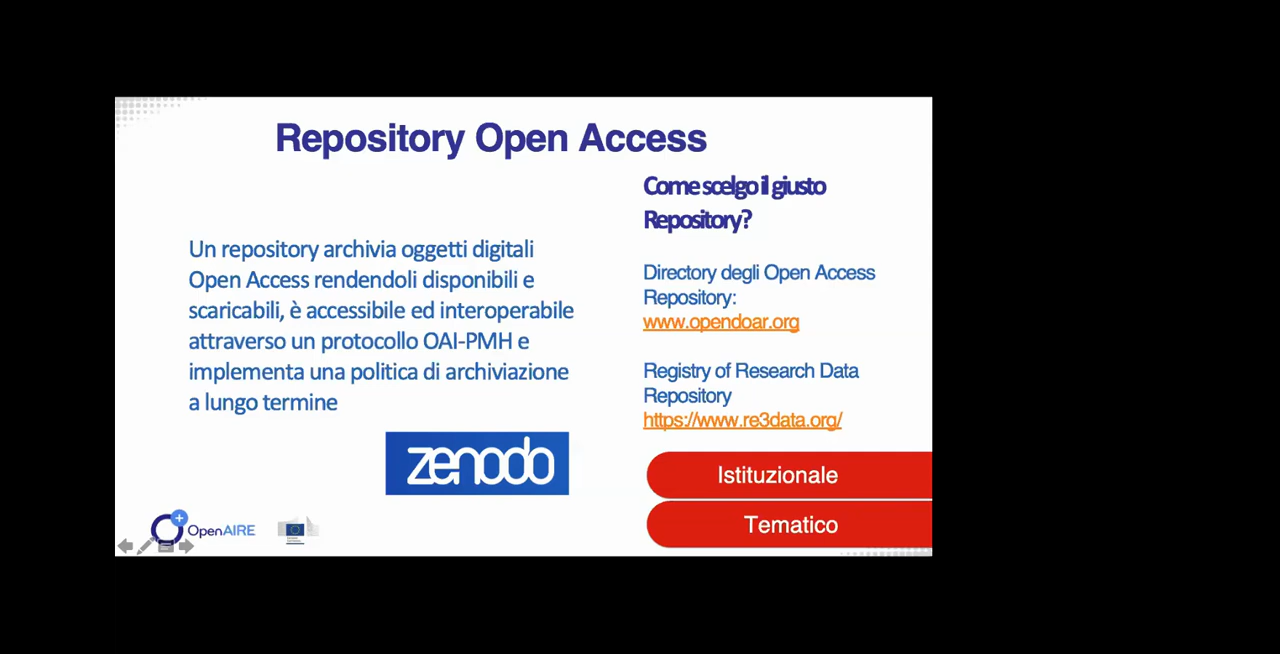 Repository Open Access
Un repository archivia oggetti digitali
Open Access rendendoli disponibili e
scaricabili, è accessibile ed interoperabile
attraverso un protocollo OAI-PMH e
implementa una politica di archiviazione
a lungo termine
zenodo
OpenAIRE
Come scelgo il giusto
Repository?
Directory degli Open Access
Repository:
www.opendoar.org
Registry of Research Data
Repository
https://www.re3data.org/
Istituzionale
Tematico